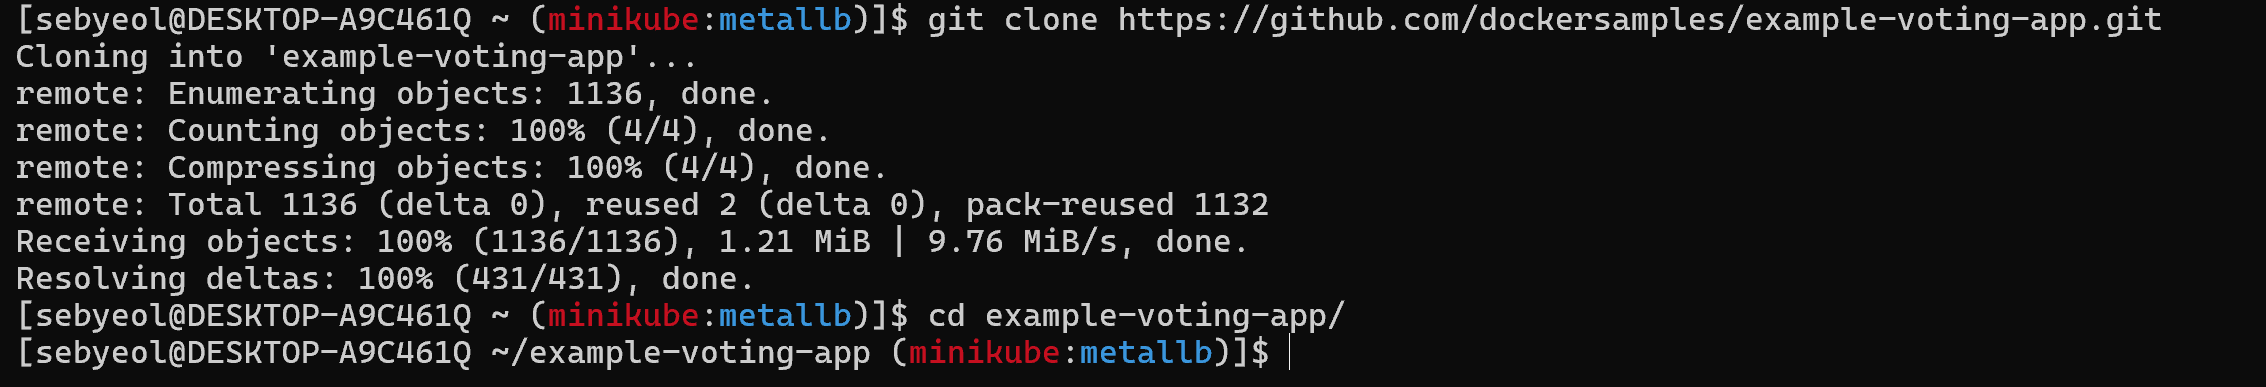 [sebyeol@DESKTOP-A9C461Q ~ (minikube:metallb)]$ git clone https://github.com/dockersamples/example-voting-app.git
Cloning into 'example-voting-app'...
remote: Enumerating objects: 1136, done.
remote: Counting objects: 100% (4/4), done.
remote: Compressing objects: 100% (4/4), done.
remote: Total 1136 (delta 0), reused 2 (delta 0), pack-reused 1132
Receiving objects: 100% (1136/1136), 1.21 MiB | 9.76 MiB/s, done.
Resolving deltas: 100% (431/431), done.
[sebyeol@DESKTOP-A9C461Q ~ (minikube:metallb)]$ cd example-voting-app/
[sebyeol@DESKTOP-A9C461Q ~/example-voting-app (minikube:metallb)]$